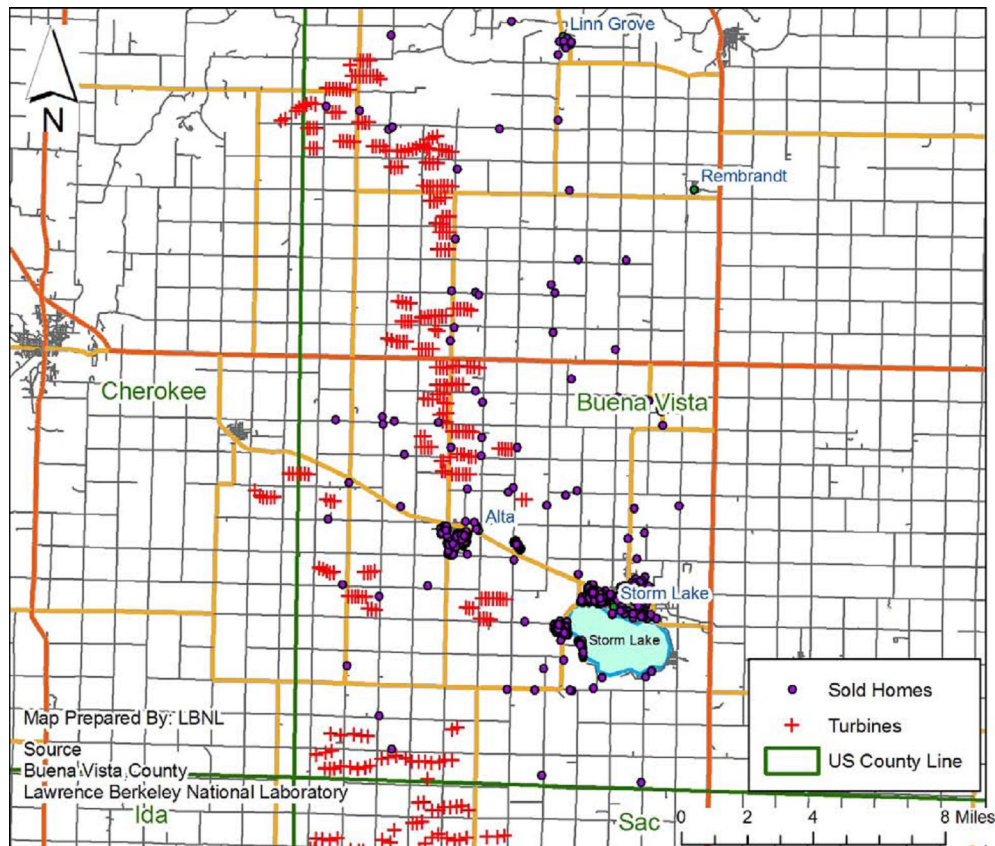 Linn Grove
N
Rembrandt
Cherokee
Buena Vista
Alta
Storm Lake
Storm Lake
Sold Homes
Turbines
US County Line
Map Prepared By: LBNL
Source
Buena Vista County
Lawrence Berkeley National Laboratory
Ida
Sac
0 2 4 8 Miles